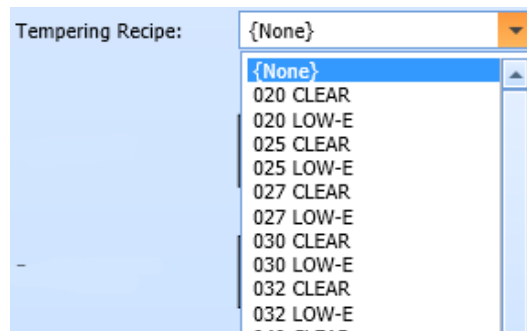 Tempering Recipe: {None}
{None}
020 CLEAR
020 LOW-E
025 CLEAR
025 LOW-E
027 CLEAR
027 LOW-E
030 CLEAR
030 LOW-E
032 CLEAR
-
032 LOW-E